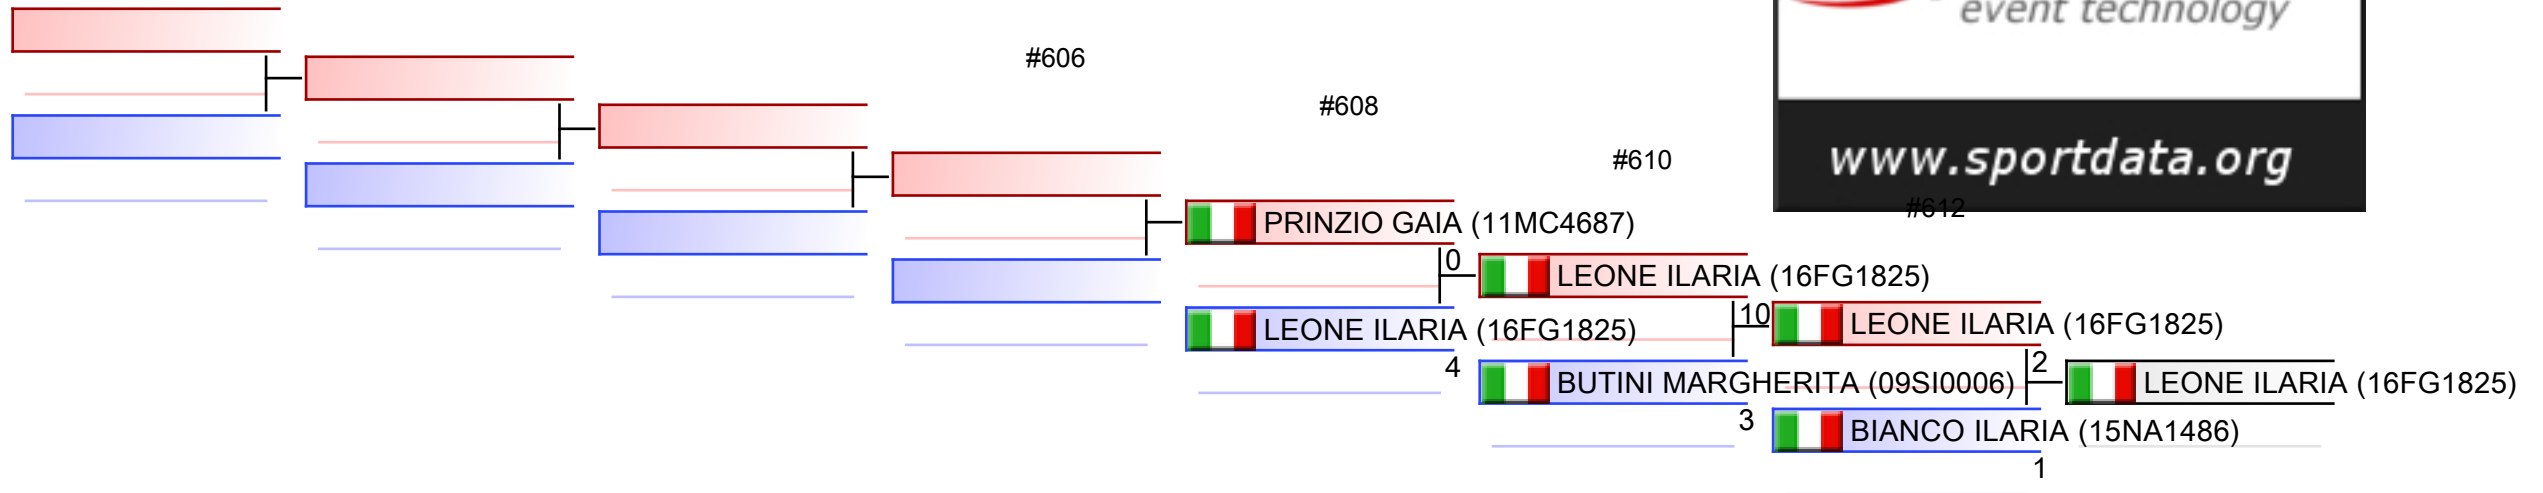 event technology
#606
#608
#610
www.sportdata.org
#612
PRINZIO GAIA (11MC4687)
0
LEONE ILARIA (16FG1825)
10
LEONE ILARIA (16FG1825)
LEONE ILARIA (16FG1825)
4
2
BUTINI MARGHERITA (09SI0006)
LEONE ILARIA (16FG1825)
3
BIANCO ILARIA (15NA1486)
1